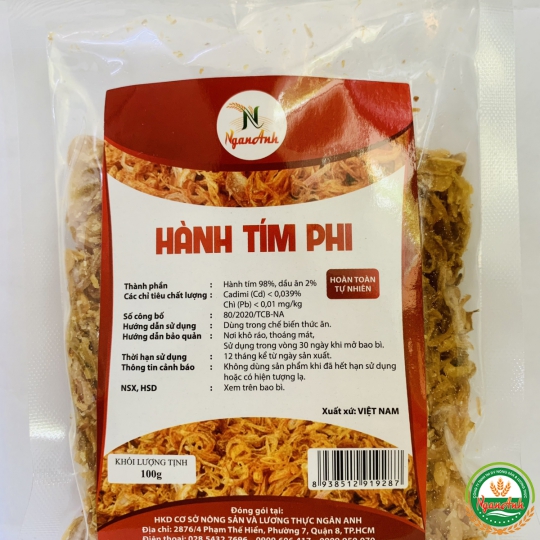 N
NganAnh
HÀNH TÍM PHI
Thành phần : Hành tím 98%, dầu ăn 2%
Các chỉ tiêu chất lượng : Cadimi (Cd) < 0,039%
Chì (Pb) < 0,01 mg/kg
HOÀN TOÀN
TỰ NHIÊN
Số công bố : 80/2020/TCB-NA
Hướng dẫn sử dụng : Dùng trong chế biến thức ăn.
Hướng dẫn bảo quản : Nơi khô ráo, thoáng mát,
Sử dụng trong vòng 30 ngày khi mở bao bì.
Thời hạn sử dụng : 12 tháng kể từ ngày sản xuất.
Thông tin cảnh báo : Không dùng sản phẩm khi đã hết hạn sử dụng
hoặc có hiện tượng lạ.
NSX, HSD : Xem trên bao bì.
Xuất xứ: VIỆT NAM
KHỐI LƯỢNG TỊNH
100g
8 938512 919287
Đóng gói tại:
HKD CƠ SỞ NÔNG SẢN VÀ LƯƠNG THỰC NGÂN ANH
Địa chỉ: 2876/4 Phạm Thế Hiển, Phường 7, Quận 8, TP.HCM
NganAnh